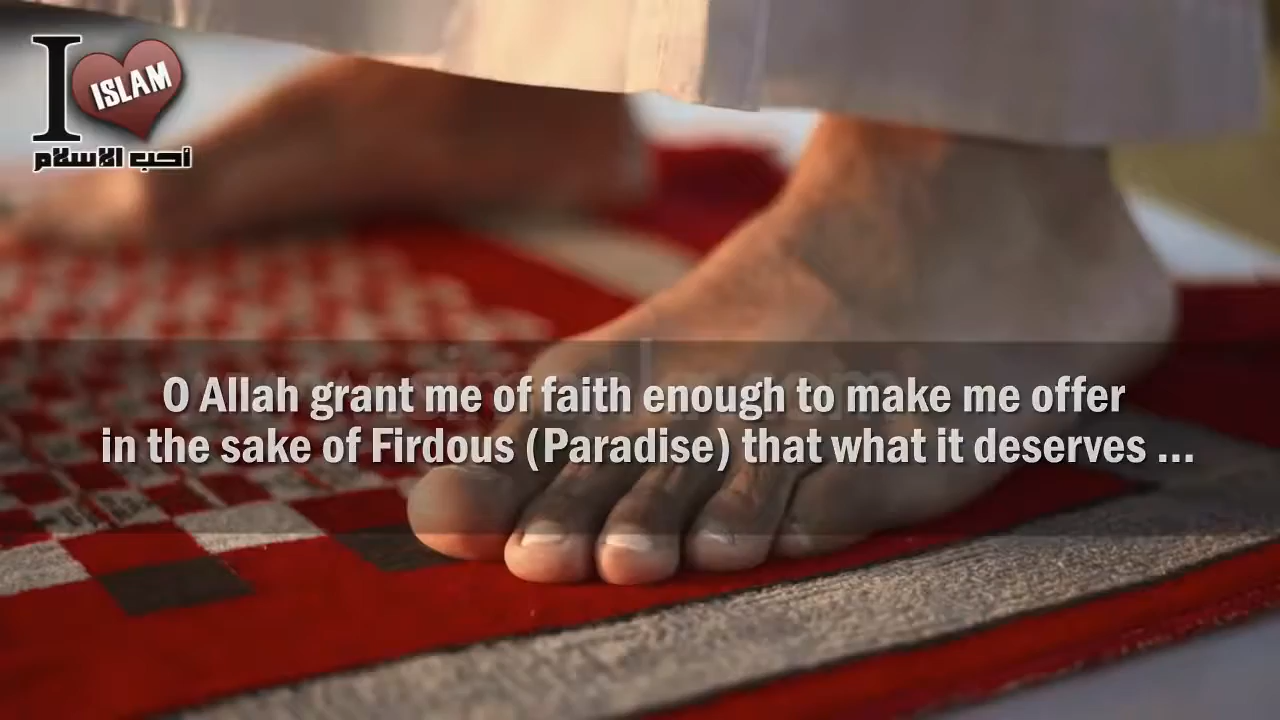 I ISLAM
أحب الاسلام
O Allah grant me of faith enough to make me offer
in the sake of Firdous (Paradise) that what it deserves ...